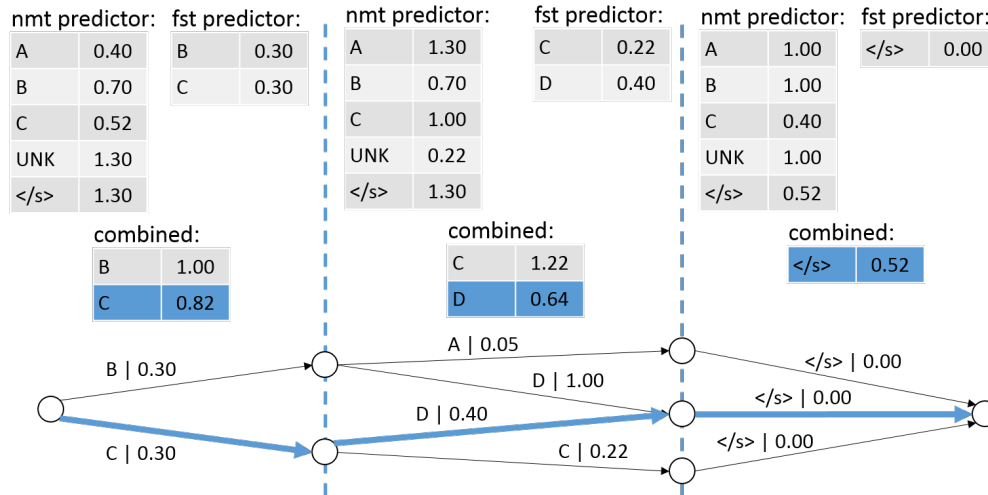 nmt predictor: fst predictor:
A 0.40 B 0.30
B 0.70 C 0.30
C 0.52
UNK 1.30
</s> 1.30
combined:
B 1.00
C 0.82
nmt predictor: fst predictor:
A 1.30 C 0.22
B 0.70 D 0.40
C 1.00
UNK 0.22
</s> 1.30
combined:
C 1.22
D 0.64
nmt predictor: fst predictor:
A 1.00 </s> 0.00
B 1.00
C 0.40
UNK 1.00
</s> 0.52
combined:
</s> 0.52
B | 0.30
A | 0.05
</s> | 0.00
D | 1.00
</s> | 0.00
D | 0.40
C | 0.30
C | 0.22
</s> | 0.00